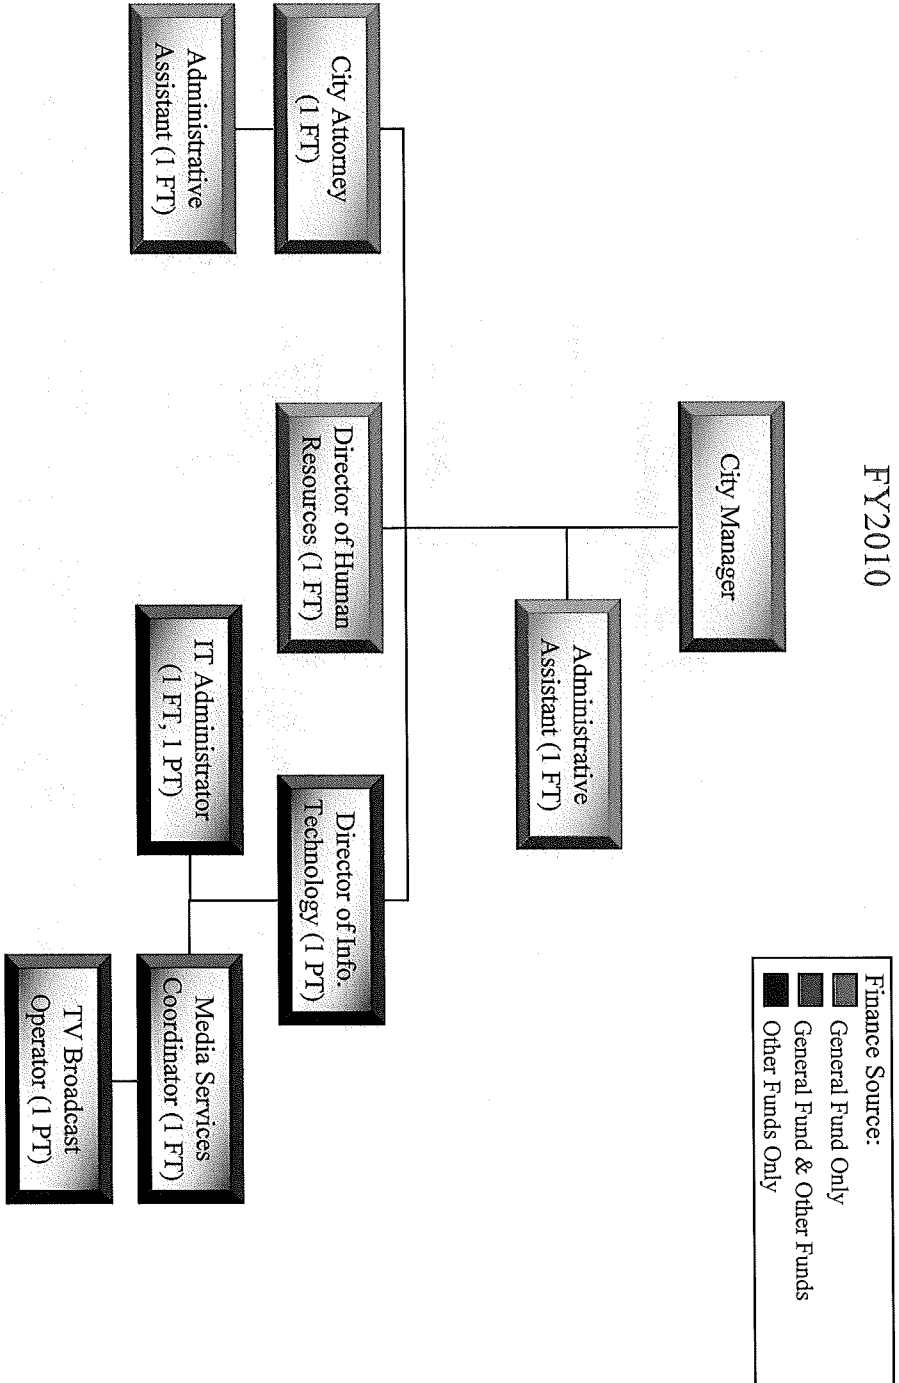 FY2010
Finance Source:
General Fund Only
General Fund & Other Funds
Other Funds Only
City Manager
Administrative
Assistant (1 FT)
City Attorney
(1 FT)
Director of Human
Resources (1 FT)
Director of Info.
Technology (1 PT)
Administrative
Assistant (1 FT)
IT Administrator
(1 FT, 1 PT)
Media Services
Coordinator (1 FT)
TV Broadcast
Operator (1 PT)